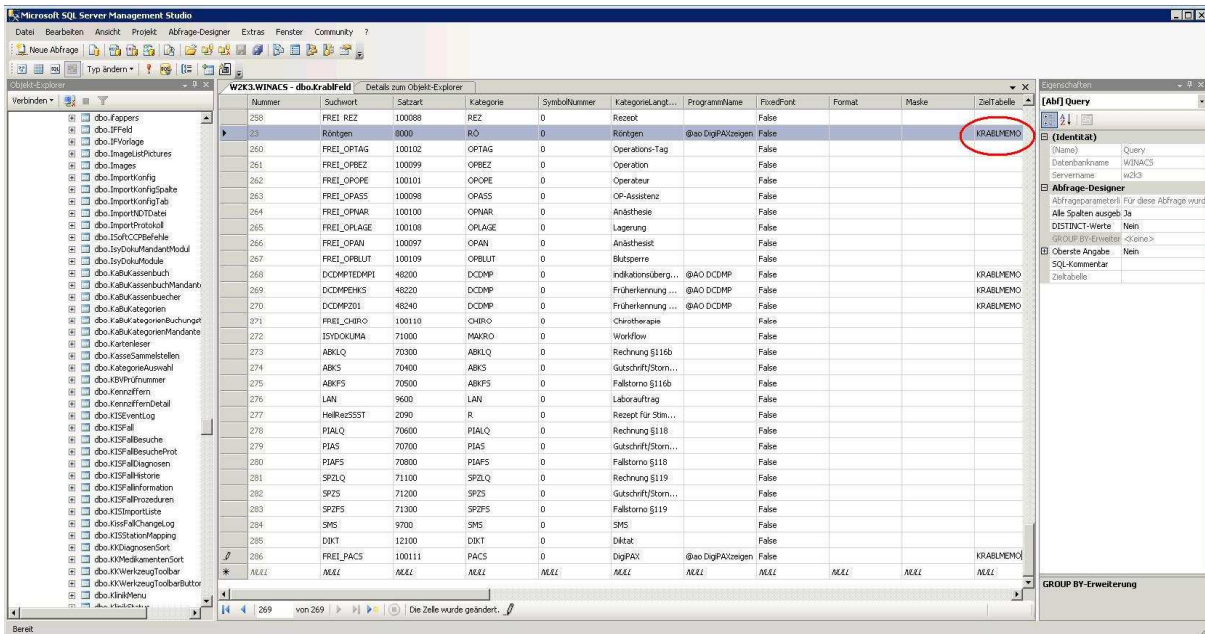 Microsoft SQL Server Management Studio
Datei Bearbeiten Ansicht Projekt Abfrage-Designer Extras Fenster Community ?
Neue Abfrage
Typ ändern
Objekt-Explorer
Verbinden
dbo.ifappers
dbo.IFFeld
dbo.IFVorlage
dbo.ImageListPictures
dbo.Images
dbo.ImportKonfig
dbo.ImportKonfigSpalte
dbo.ImportKonfigTab
dbo.ImportNDTDatei
dbo.ImportProtokoll
dbo.ISoftCCPBefehle
dbo.IsyDokuMandantModul
dbo.IsyDokuModule
dbo.KaBuKassenbuch
dbo.KaBuKassenbuchMandant
dbo.KaBuKassenbuecher
dbo.KaBuKategorien
dbo.KaBuKategorienBuchungst
dbo.KaBuKategorienMandante
dbo.Kartenleser
dbo.KasseSammelstellen
dbo.KategorieAuswahl
dbo.KBVPrüfnummer
dbo.Kennziffern
dbo.KennziffernDetail
dbo.KISEventLog
dbo.KISFall
dbo.KISFallBesuche
dbo.KISFallBesucheProt
dbo.KISFallDiagnosen
dbo.KISFallHistorie
dbo.KISFallinformation
dbo.KISFallProzeduren
dbo.KISImportListe
dbo.KissFallChangeLog
dbo.KISStationMapping
dbo.KKDiagnosenSort
dbo.KKMedikamentenSort
dbo.KKWerkzeugToolbar
dbo.KKWerkzeugToolbarButtor
dbo.KlinikMenu
dbo.KlinikStatus
W2K3.WINACS - dbo.KrablFeld Details zum Objekt-Explorer
Nummer Suchwort Satzart Kategorie SymbolNummer KategorieLangt... ProgrammName FixedFont Format Maske ZielTabelle
258 FREI_REZ 100088 REZ 0 Rezept False
23 Röntgen 8000 RÖ 0 Röntgen @ao DigiPAXzeigen False KRABLMEMO
260 FREI_OPTAG 100102 OPTAG 0 Operations-Tag False
261 FREI_OPBEZ 100099 OPBEZ 0 Operation False
262 FREI_OPOPE 100101 OPOPE 0 Operateur False
263 FREI_OPASS 100098 OPASS 0 OP-Assistenz False
264 FREI_OPNAR 100100 OPNAR 0 Anästhesie False
265 FREI_OPLAGE 100108 OPLAGE 0 Lagerung False
266 FREI_OPAN 100097 OPAN 0 Anästhesist False
267 FREI_OPBLUT 100109 OPBLUT 0 Blutsperre False
268 DCDMPTEDMPI 48200 DCDMP 0 indikationsüberg... @AO DCDMP False KRABLMEMO
269 DCDMPEHKS 48220 DCDMP 0 Früherkennung ... @AO DCDMP False KRABLMEMO
270 DCDMPZ01 48240 DCDMP 0 Früherkennung ... @AO DCDMP False KRABLMEMO
271 FREI_CHIRO 100110 CHIRO 0 Chirotherapie False
272 ISYDOKUMA 71000 MAKRO 0 Workflow False
273 ABKLQ 70300 ABKLQ 0 Rechnung §116b False
274 ABKS 70400 ABKS 0 Gutschrift/Storn... False
275 ABKFS 70500 ABKFS 0 Fallstorno §116b False
276 LAN 9600 LAN 0 Laborauftrag False
277 HeilRezSSST 2090 R 0 Rezept für Stim... False
278 PIALQ 70600 PIALQ 0 Rechnung §118 False
279 PIAS 70700 PIAS 0 Gutschrift/Storn... False
280 PIAFS 70800 PIAFS 0 Fallstorno §118 False
281 SPZLQ 71100 SPZLQ 0 Rechnung §119 False
282 SPZS 71200 SPZS 0 Gutschrift/Storn... False
283 SPZFS 71300 SPZFS 0 Fallstorno §119 False
284 SMS 9700 SMS 0 SMS False
285 DIKT 12100 DIKT 0 Diktat False
286 FREI_PACS 100111 PACS 0 DigiPAX @ao DigiPAXzeigen False KRABLMEMO
NULL NULL NULL NULL NULL NULL NULL NULL NULL NULL NULL
269 von 269 Die Zelle wurde geändert.
Eigenschaften
[Abf] Query
(Identität)
(Name) Query
Datenbankname WINACS
Servername w2k3
Abfrage-Designer
Abfrageparameterli Für diese Abfrage wurd
Alle Spalten ausgeb Ja
DISTINCT-Werte Nein
GROUP BY-Erweiter <Keine>
Oberste Angabe Nein
SQL-Kommentar
Zieltabelle
GROUP BY-Erweiterung
Bereit